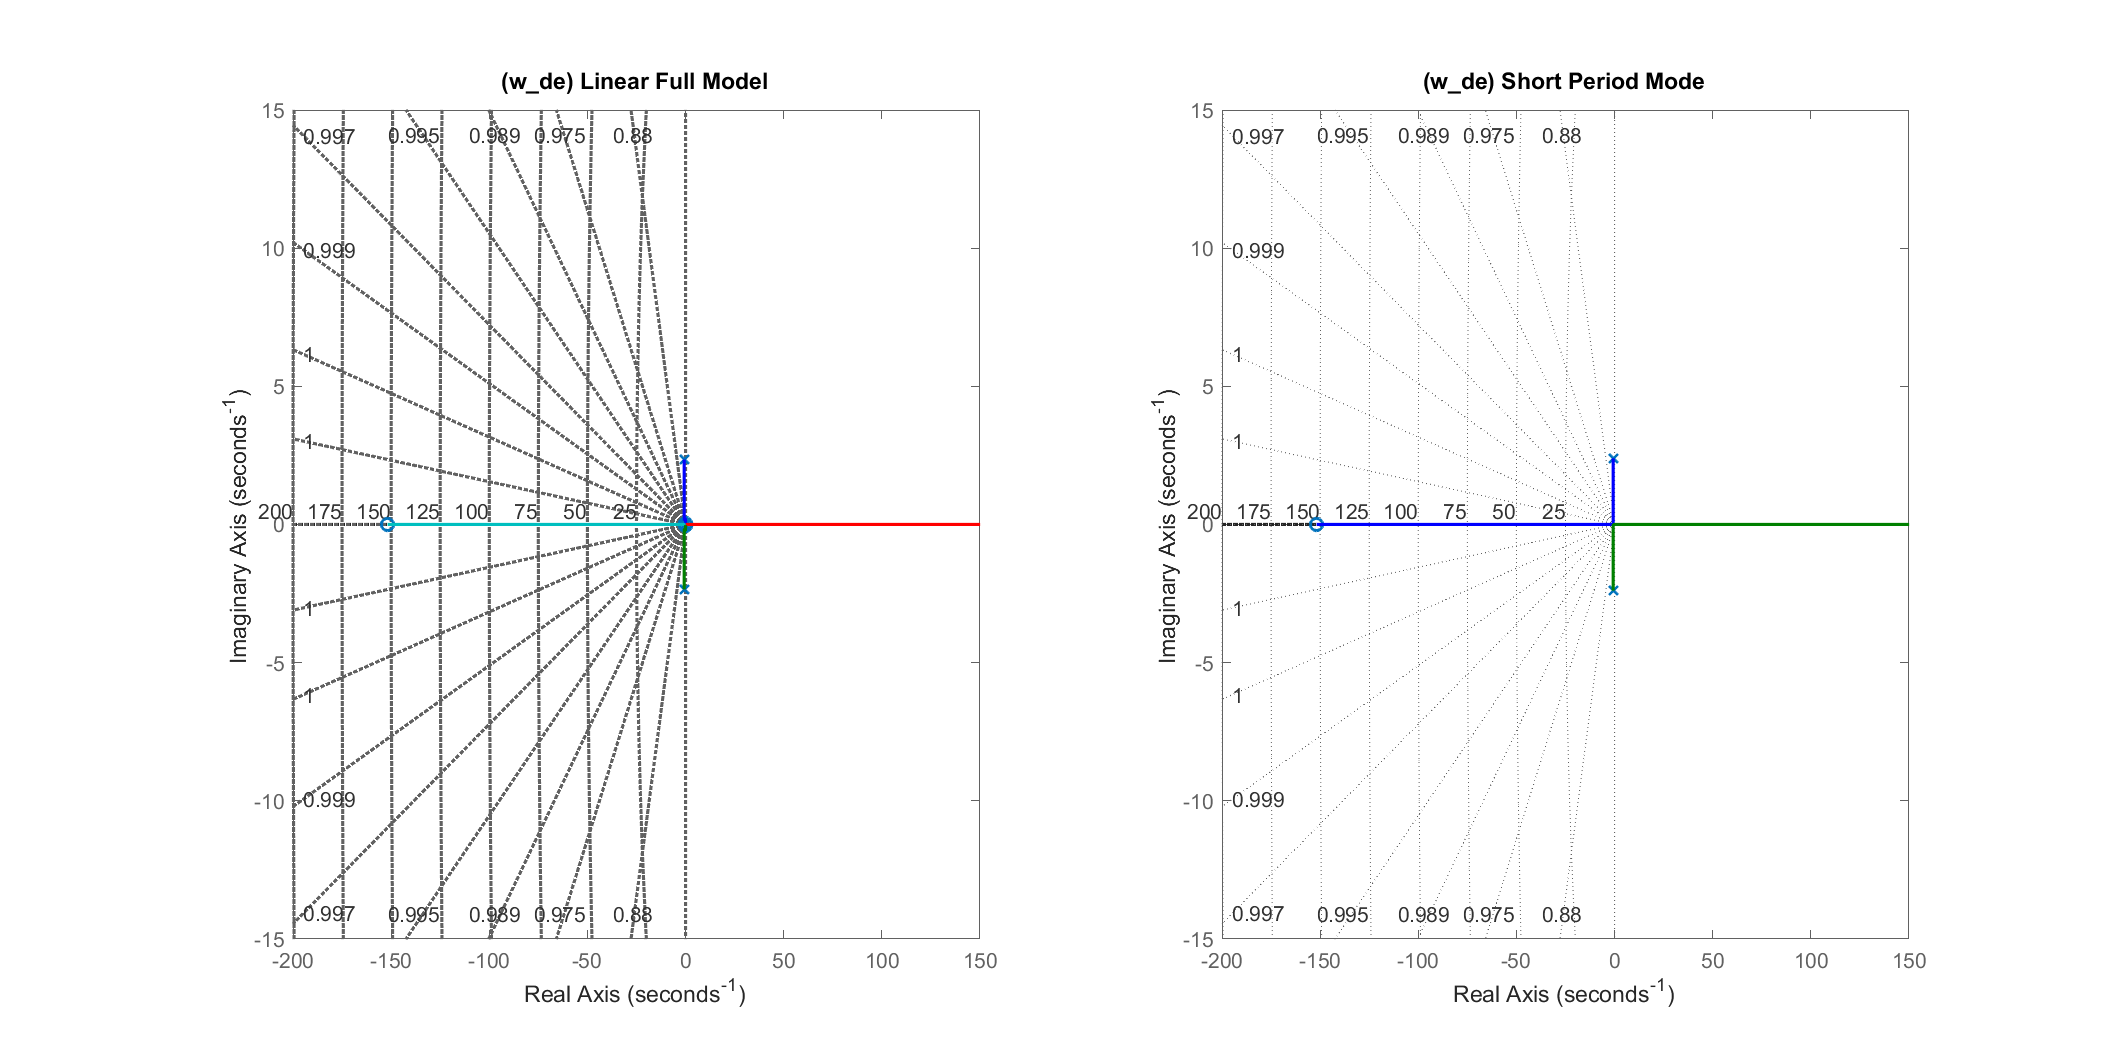 (w_de) Linear Full Model
15
0.997 0.995 0.989 0.975 0.88
10
0.999
5
1
1
200 175 150 125 100 75 50 25
0
1
-5
1
-10
0.999
0.997 0.995 0.989 0.975 0.88
-15
-200 -150 -100 -50 0 50 100 150
Real Axis (seconds-1)
Imaginary Axis (seconds-1)
(w_de) Short Period Mode
15
0.997 0.995 0.989 0.975 0.88
10
0.999
5
1
1
200 175 150 125 100 75 50 25
0
1
-5
1
-10
0.999
0.997 0.995 0.989 0.975 0.88
-15
-200 -150 -100 -50 0 50 100 150
Real Axis (seconds-1)
Imaginary Axis (seconds-1)